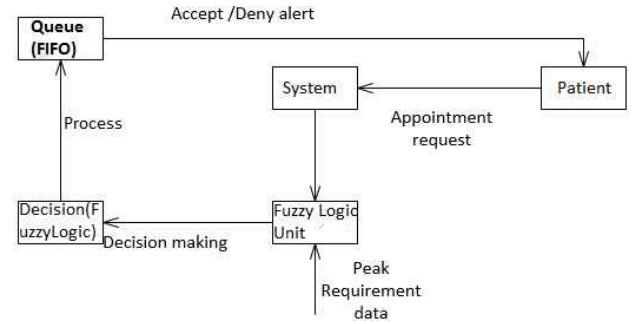 Accept /Deny alert
Queue
(FIFO)
System
Patient
Appointment
request
Process
Decision(F
uzzyLogic)
Decision making
Fuzzy Logic
Unit
Peak
Requirement
data